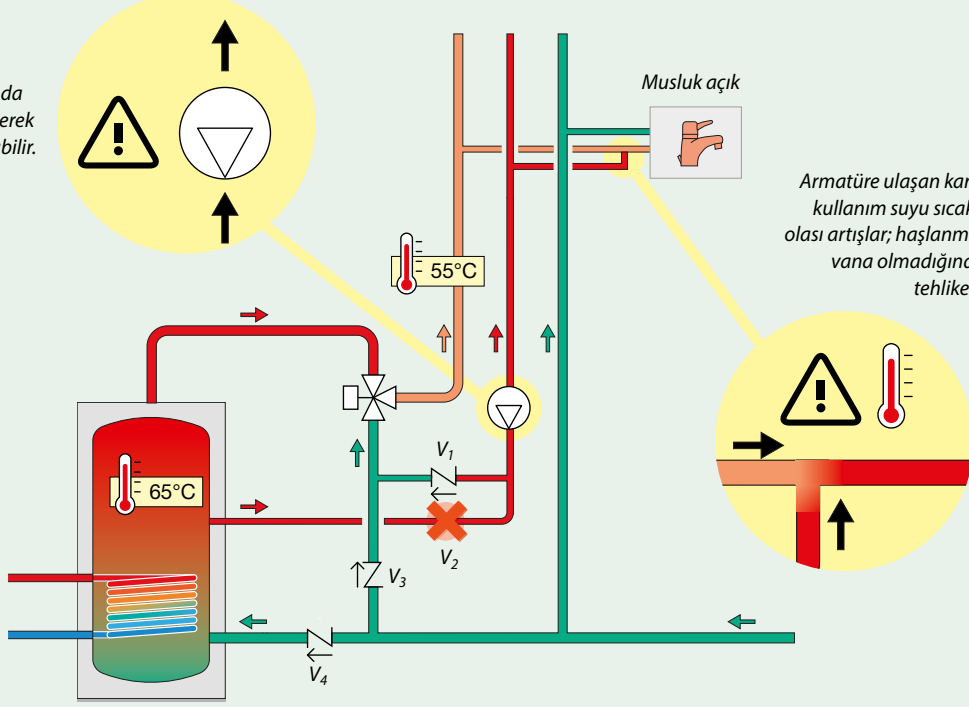 da
erek
bilir.
Musluk açık
Armatüre ulaşan kar
kullanım suyu sıcak
olası artışlar; haşlanm
vana olmadığınd
tehlike
55°C
65°C
V1
V2
V3
V4